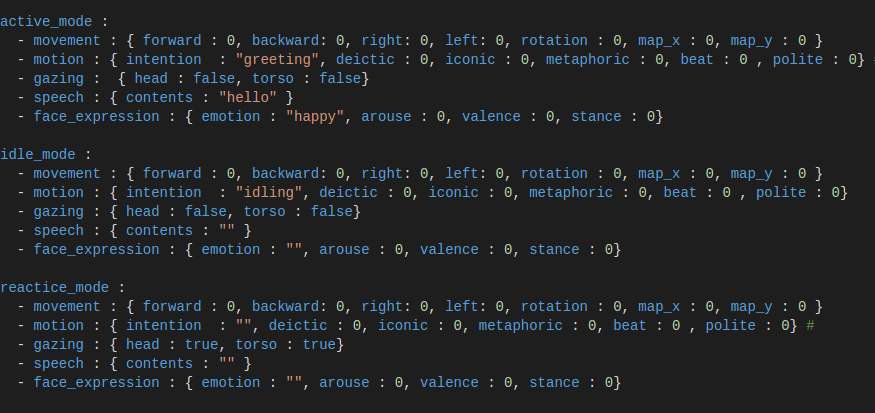 active_mode :
- movement : { forward : 0, backward: 0, right: 0, left: 0, rotation : 0, map_x : 0, map_y : 0 }
- motion : { intention  : "greeting", deictic : 0, iconic : 0, metaphoric : 0, beat : 0 , polite : 0}
- gazing :  { head : false, torso : false}
- speech : { contents : "hello" }
- face_expression : { emotion : "happy", arouse : 0, valence : 0, stance : 0}
idle_mode :
- movement : { forward : 0, backward: 0, right: 0, left: 0, rotation : 0, map_x : 0, map_y : 0 }
- motion : { intention  : "idling", deictic : 0, iconic : 0, metaphoric : 0, beat : 0 , polite : 0}
- gazing : { head : false, torso : false}
- speech : { contents : "" }
- face_expression : { emotion : "", arouse : 0, valence : 0, stance : 0}
reactice_mode :
- movement : { forward : 0, backward: 0, right: 0, left: 0, rotation : 0, map_x : 0, map_y : 0 }
- motion : { intention  : "", deictic : 0, iconic : 0, metaphoric : 0, beat : 0 , polite : 0} #
- gazing : { head : true, torso : true}
- speech : { contents : "" }
- face_expression : { emotion : "", arouse : 0, valence : 0, stance : 0}